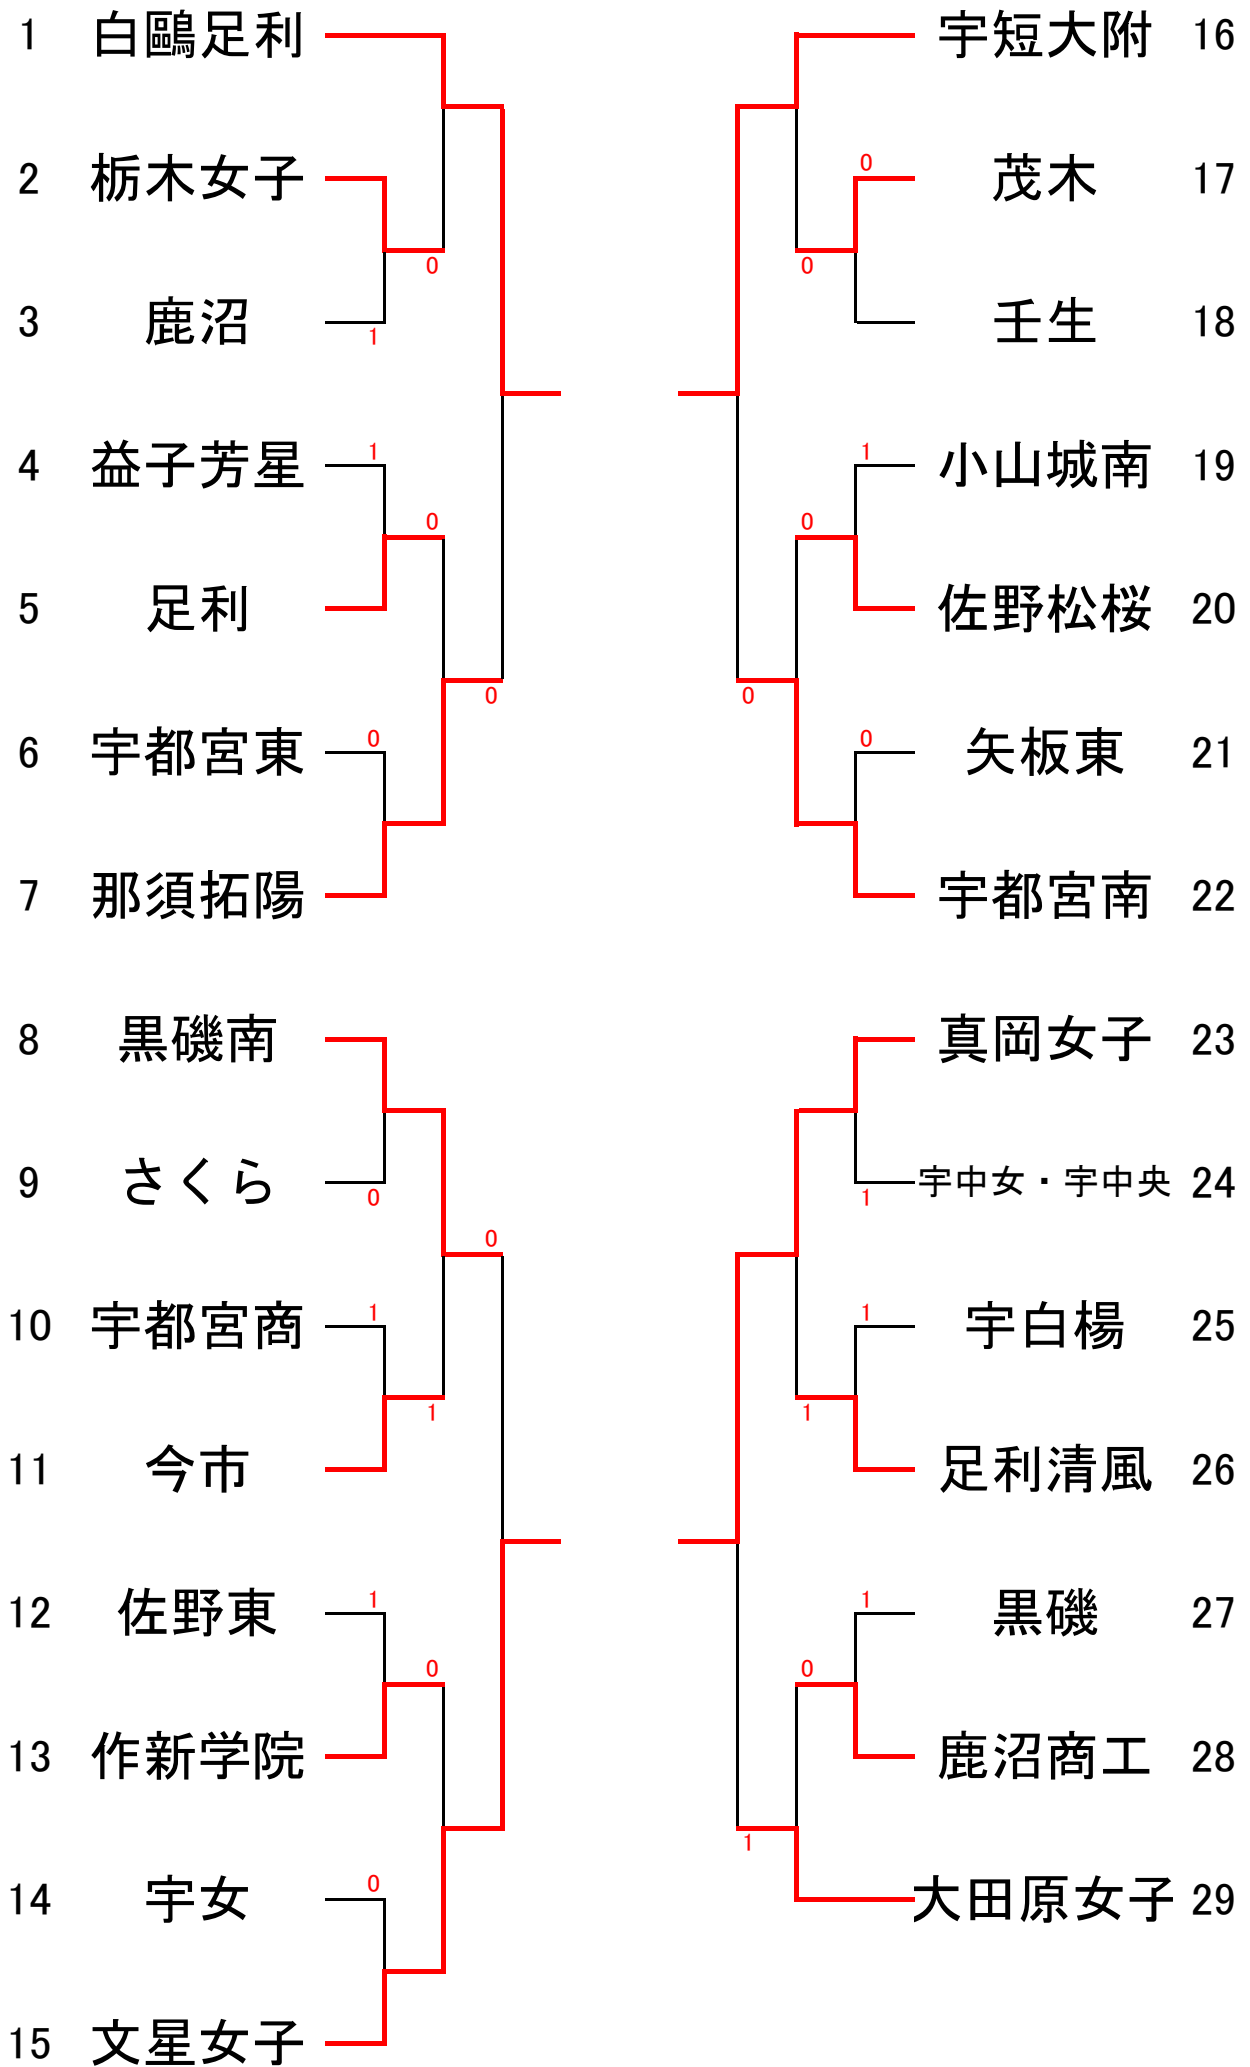 1 白鷗足利
2 栃木女子
0
3 鹿沼
1
4 益子芳星
1
0
5 足利
0
6 宇都宮東
0
7 那須拓陽
8 黒磯南
9 さくら
0
0
10 宇都宮商
1
1
11 今市
12 佐野東
1
0
13 作新学院
14 宇女
0
15 文星女子
宇短大附 16
0
茂木 17
0
壬生 18
1
小山城南 19
0
佐野松桜 20
0
0
矢板東 21
宇都宮南 22
真岡女子 23
宇中女・宇中央 24
1
1
宇白楊 25
1
足利清風 26
1
黒磯 27
0
鹿沼商工 28
1
大田原女子 29